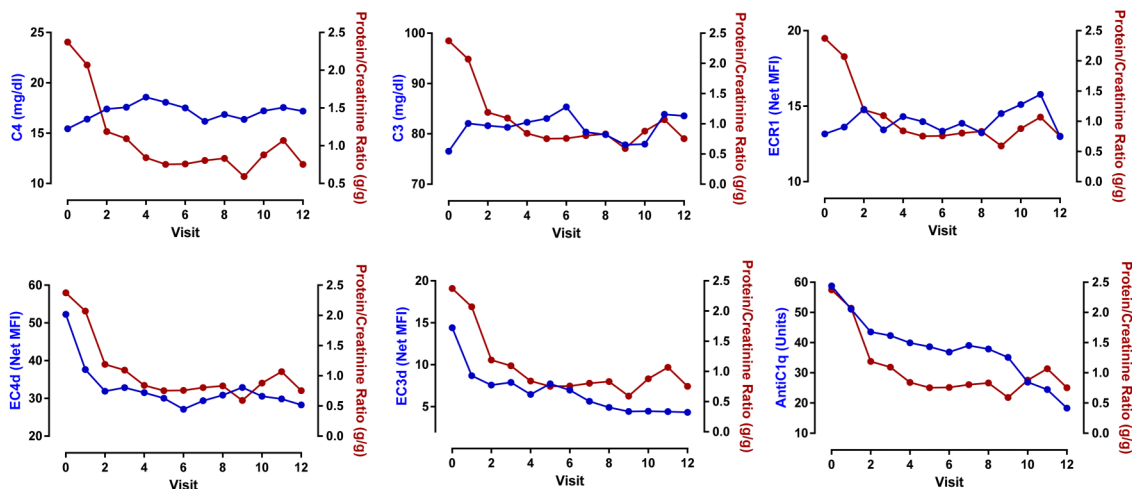 C4 (mg/dl)
25
20
15
10
Protein/Creatinine Ratio (g/g)
2.5
2.0
1.5
1.0
0.5
0 2 4 6 8 10 12
Visit
C3 (mg/dl)
100
90
80
70
Protein/Creatinine Ratio (g/g)
2.5
2.0
1.5
1.0
0.5
0.0
0 2 4 6 8 10 12
Visit
ECR1 (Net MFI)
20
15
10
Protein/Creatinine Ratio (g/g)
2.5
2.0
1.5
1.0
0.5
0.0
0 2 4 6 8 10 12
Visit
EC4d (Net MFI)
60
50
40
30
20
Protein/Creatinine Ratio (g/g)
2.5
2.0
1.5
1.0
0.5
0.0
0 2 4 6 8 10 12
Visit
EC3d (Net MFI)
20
15
10
5
Protein/Creatinine Ratio (g/g)
2.5
2.0
1.5
1.0
0.5
0.0
0 2 4 6 8 10 12
Visit
AntiC1q (Units)
60
50
40
30
20
10
Protein/Creatinine Ratio (g/g)
2.5
2.0
1.5
1.0
0.5
0.0
0 2 4 6 8 10 12
Visit